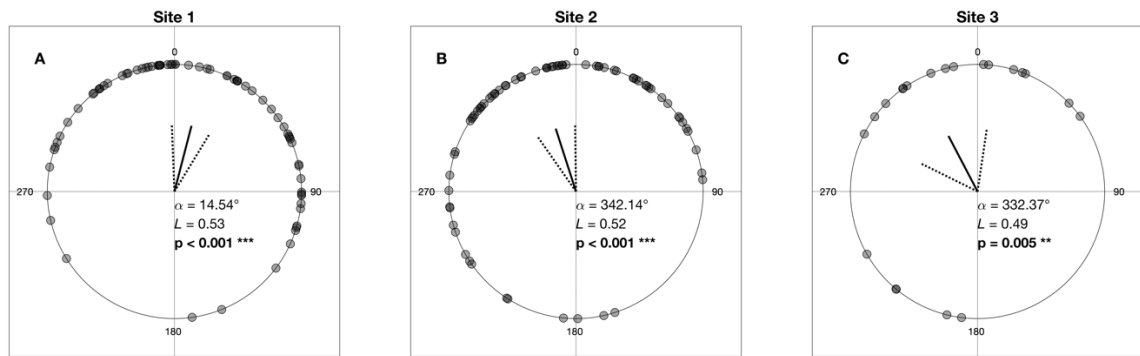 Site 1
A
0
270
90
α = 14.54°
L = 0.53
p < 0.001 ***
180
Site 2
B
0
270
90
α = 342.14°
L = 0.52
p < 0.001 ***
180
Site 3
C
0
270
90
α = 332.37°
L = 0.49
p = 0.005 **
180